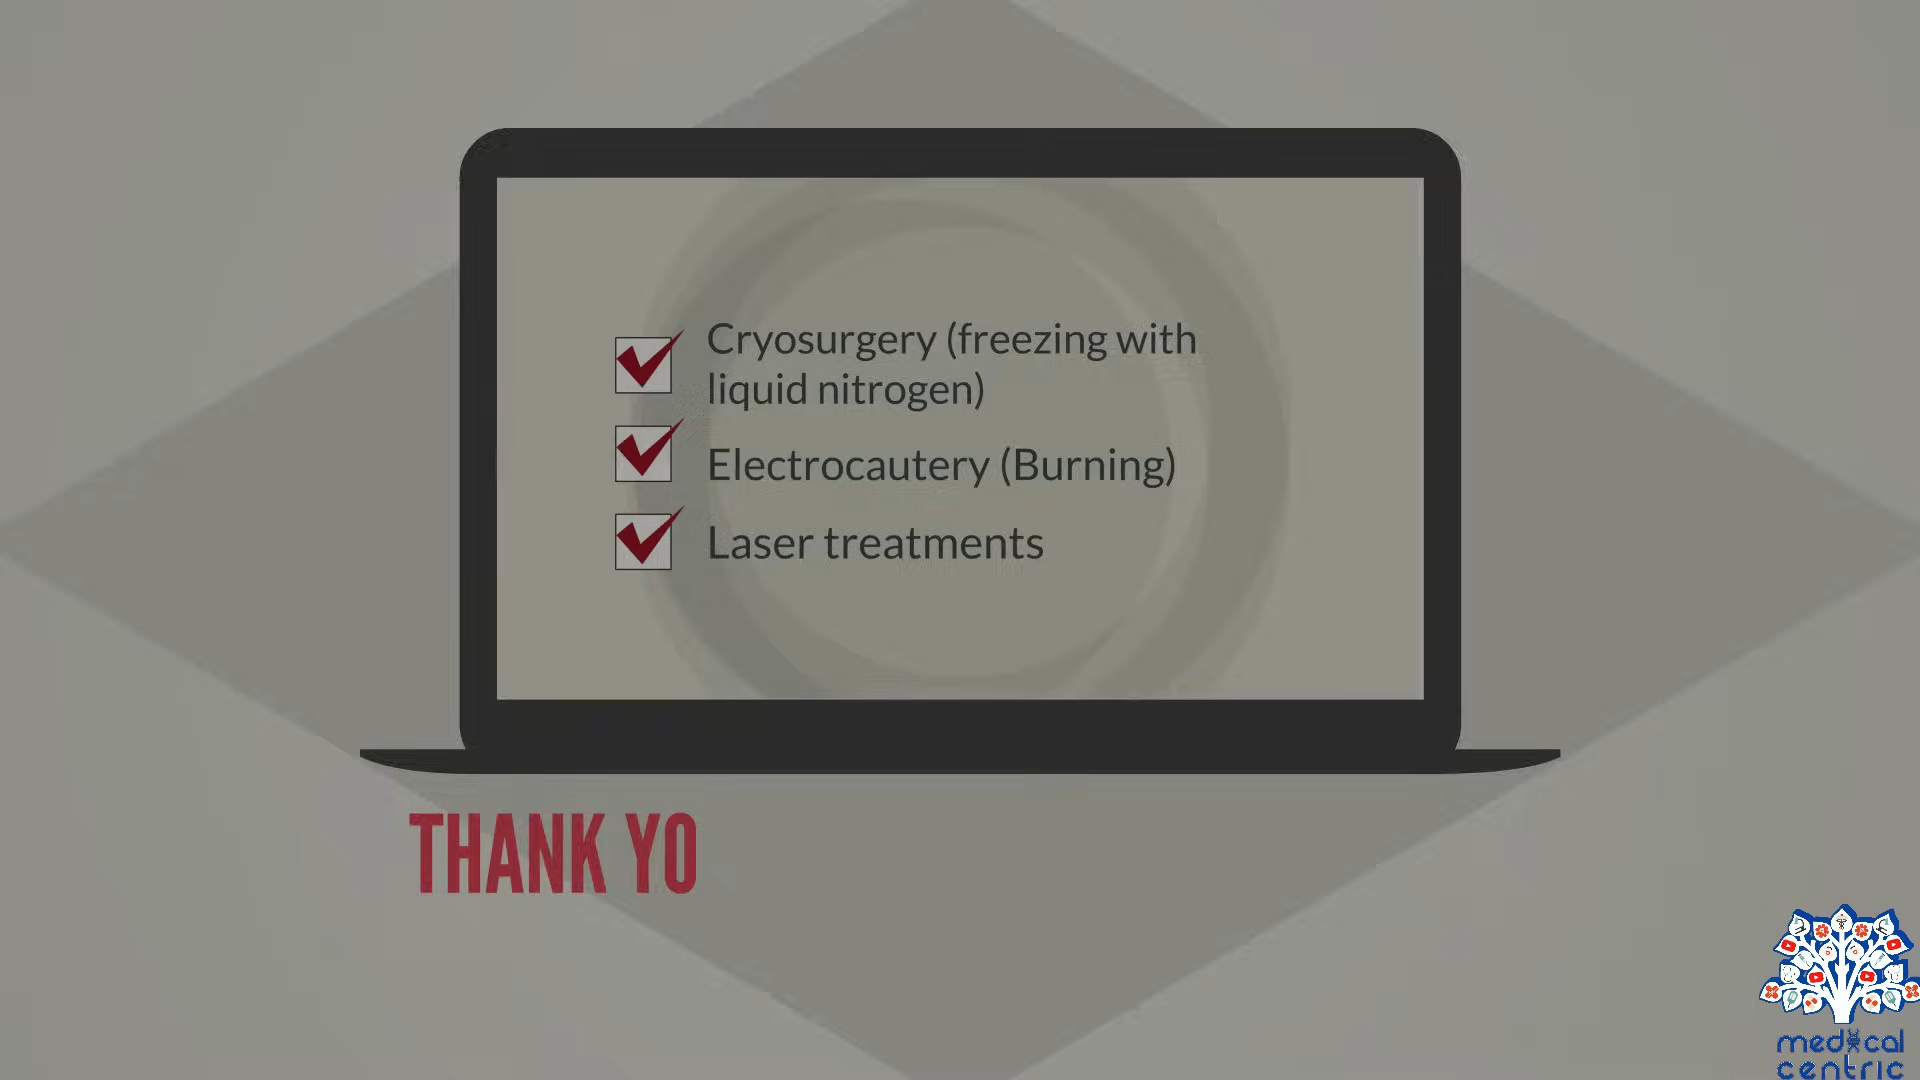 Cryosurgery (freezing with
liquid nitrogen)
Electrocautery (Burning)
Laser treatments
THANK YO
medical
centric